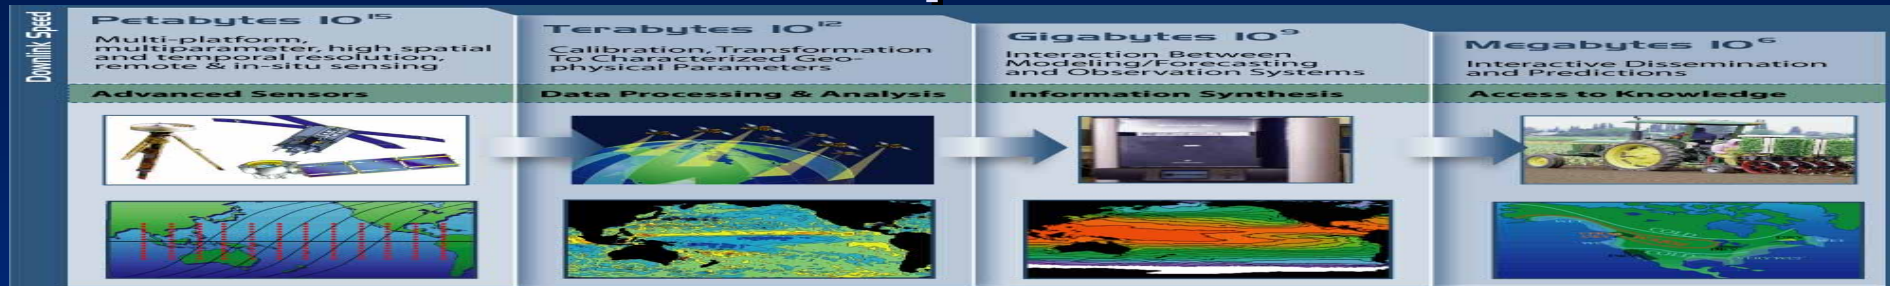 Downlink Speed
Petabytes 10¹⁵
Multi-platform,
multiparameter, high spatial
and temporal resolution,
remote & in-situ sensing
Advanced Sensors
Terabytes 10¹²
Calibration, Transformation
To Characterized Geo-
physical Parameters
Data Processing & Analysis
Gigabytes 10⁹
Interaction Between
Modeling/Forecasting
and Observation Systems
Information Synthesis
Megabytes 10⁶
Interactive Dissemination
and Predictions
Access to Knowledge
COLD